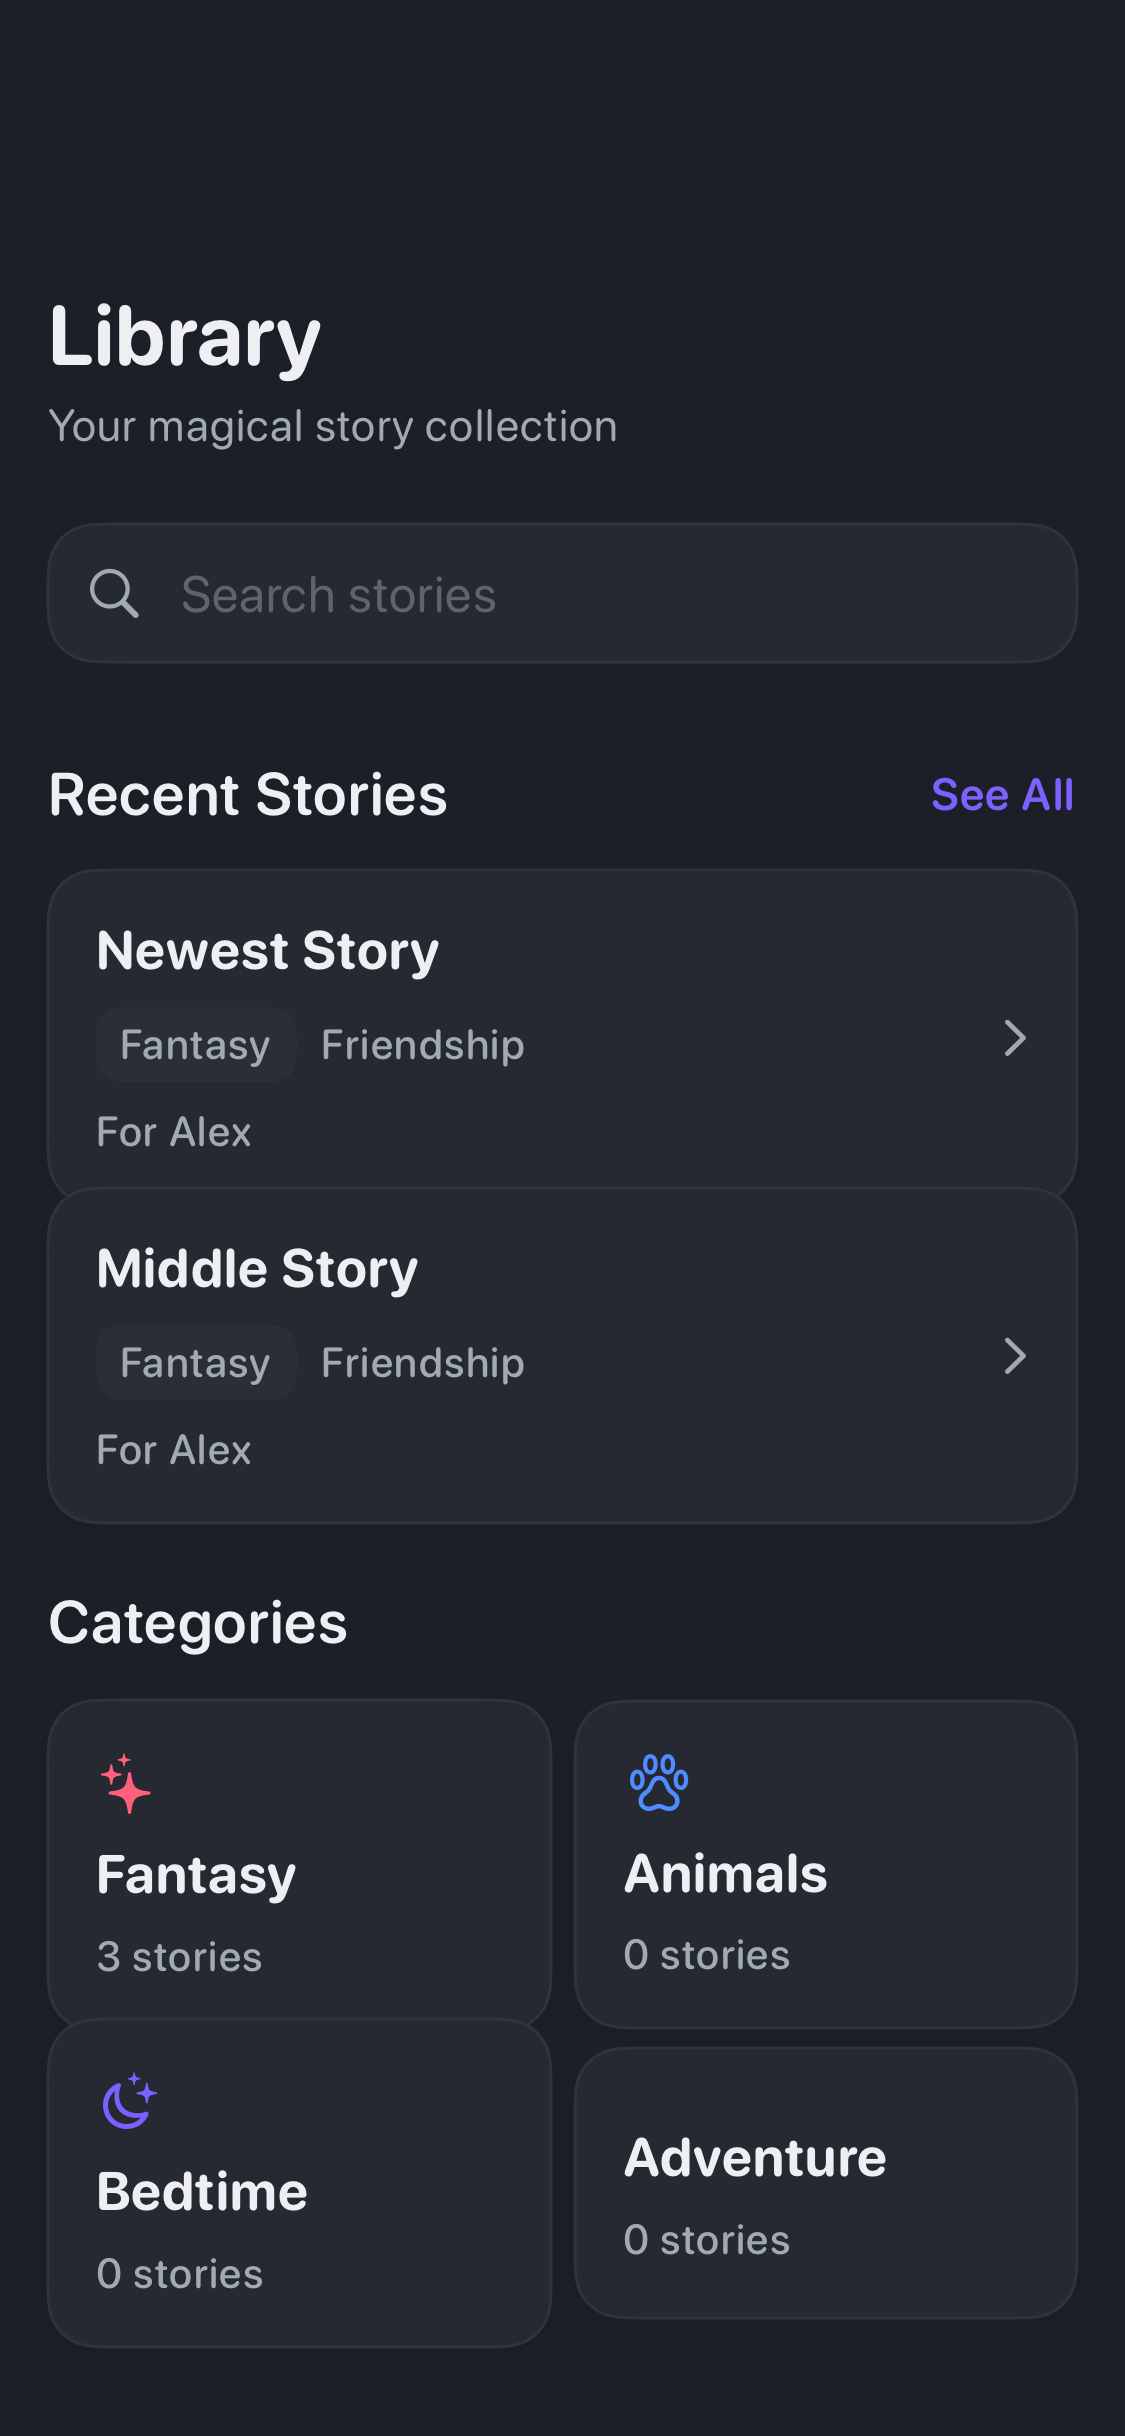 Library
Your magical story collection
Search stories
Recent Stories
See All
Newest Story
Fantasy Friendship
For Alex
Middle Story
Fantasy Friendship
For Alex
Categories
Fantasy
3 stories
Animals
0 stories
Bedtime
0 stories
Adventure
0 stories